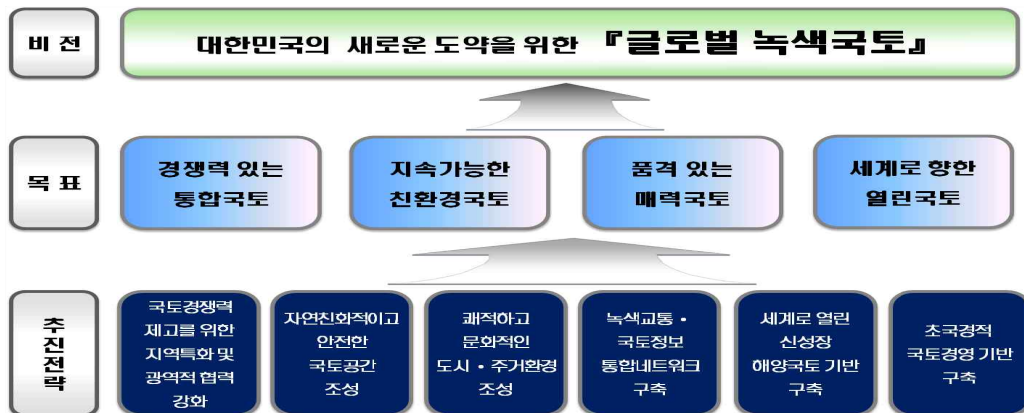 비 전
대한민국의 새로운 도약을 위한 『글로벌 녹색국토』
목 표
경쟁력 있는
통합국토
지속가능한
친환경국토
품격 있는
매력국토
세계로 향한
열린국토
추진전략
국토경쟁력
제고를 위한
지역특화 및
광역적 협력
강화
자연친화적이고
안전한
국토공간
조성
쾌적하고
문화적인
도시・주거환경
조성
녹색교통・
국토정보
통합네트워크
구축
세계로 열린
신성장
해양국토 기반
구축
초국경적
국토경영 기반
구축